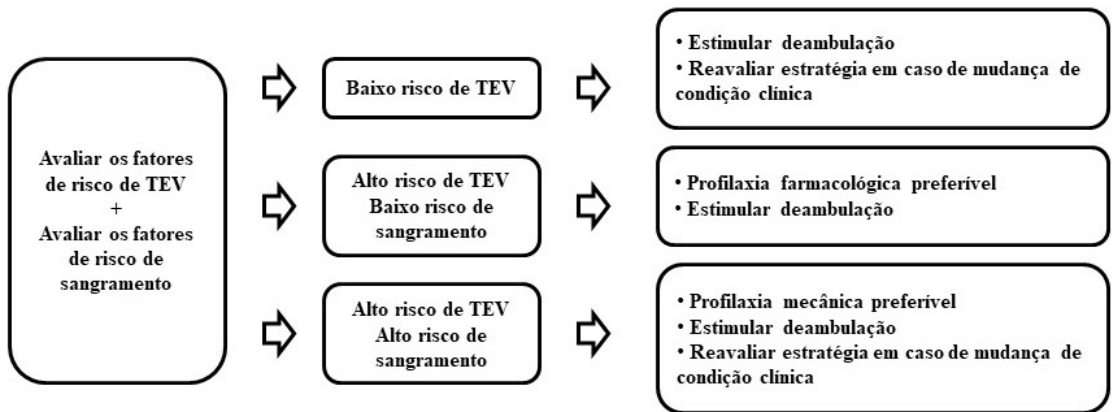 Avaliar os fatores
de risco de TEV
+
Avaliar os fatores
de risco de
sangramento
Baixo risco de TEV
• Estimular deambulação
• Reavaliar estratégia em caso de mudança de
condição clínica
Alto risco de TEV
Baixo risco de
sangramento
• Profilaxia farmacológica preferível
• Estimular deambulação
Alto risco de TEV
Alto risco de
sangramento
• Profilaxia mecânica preferível
• Estimular deambulação
• Reavaliar estratégia em caso de mudança de
condição clínica